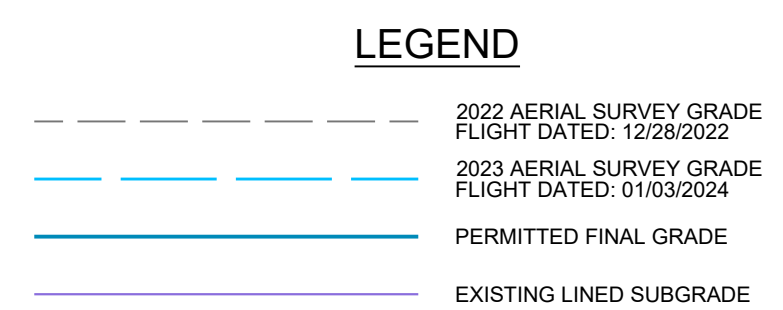 LEGEND
2022 AERIAL SURVEY GRADE
FLIGHT DATED: 12/28/2022
2023 AERIAL SURVEY GRADE
FLIGHT DATED: 01/03/2024
PERMITTED FINAL GRADE
EXISTING LINED SUBGRADE